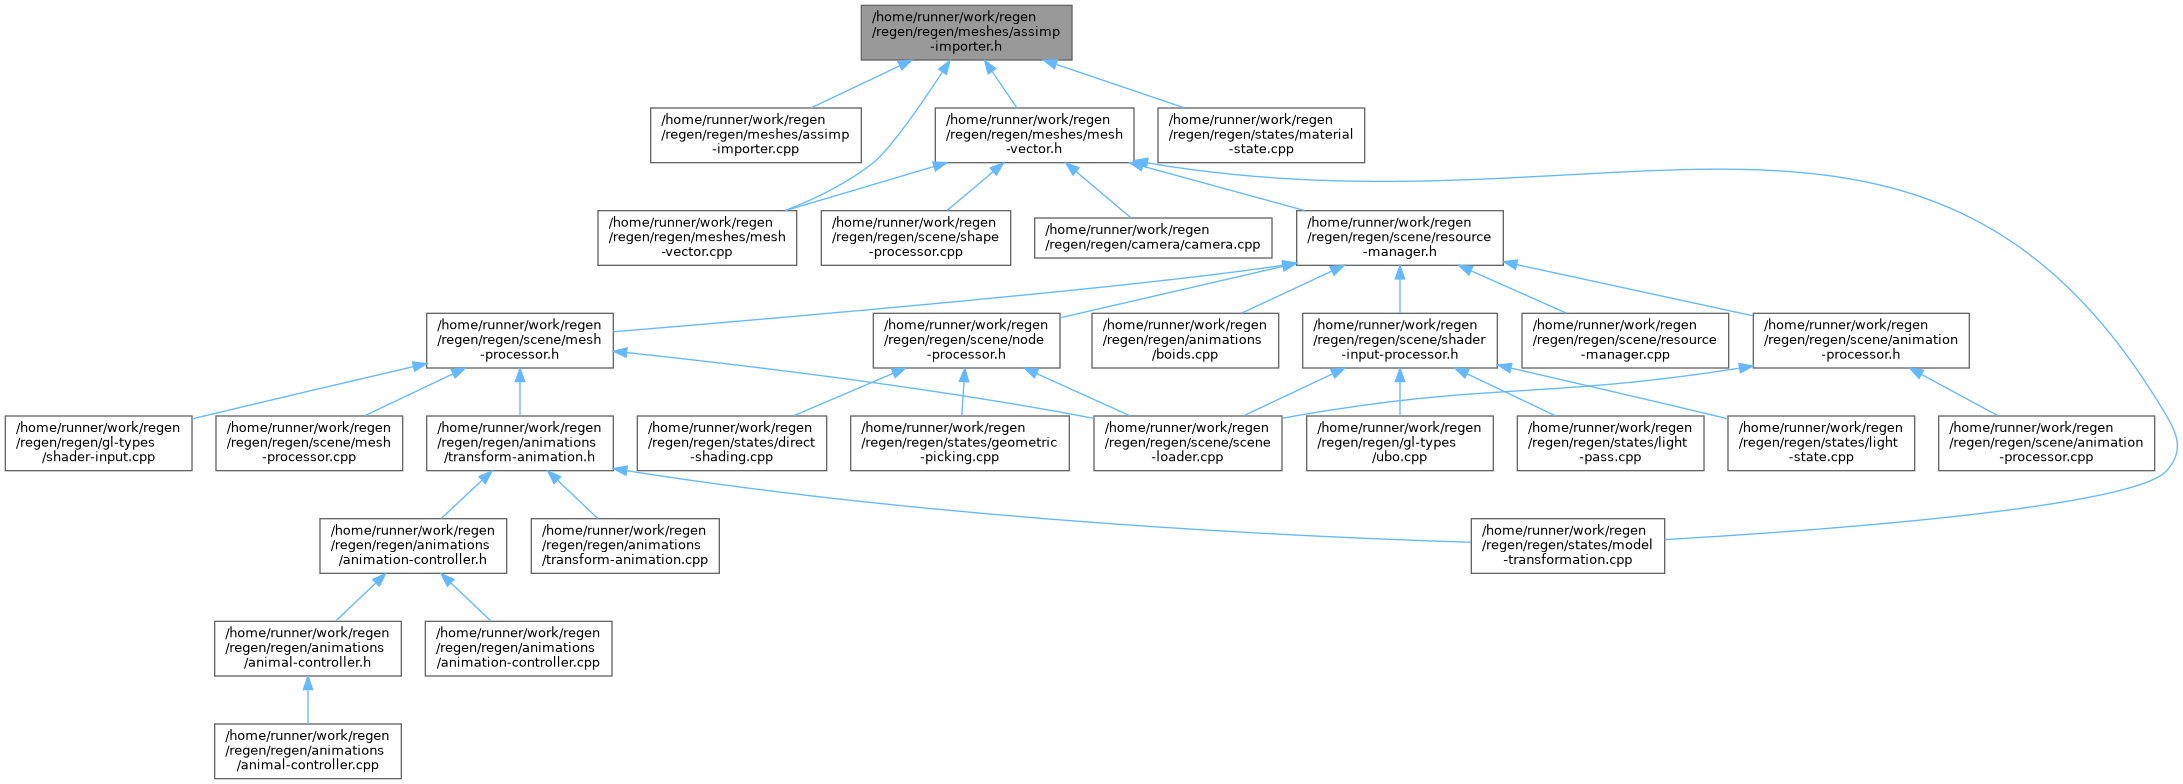 /home/runner/work/regen
/regen/regen/meshes/assimp
-importer.h
/home/runner/work/regen
/regen/regen/meshes/assimp
-importer.cpp
/home/runner/work/regen
/regen/regen/meshes/mesh
-vector.h
/home/runner/work/regen
/regen/regen/states/material
-state.cpp
/home/runner/work/regen
/regen/regen/meshes/mesh
-vector.cpp
/home/runner/work/regen
/regen/regen/scene/shape
-processor.cpp
/home/runner/work/regen
/regen/regen/camera/camera.cpp
/home/runner/work/regen
/regen/regen/scene/resource
-manager.h
/home/runner/work/regen
/regen/regen/scene/mesh
-processor.h
/home/runner/work/regen
/regen/regen/scene/node
-processor.h
/home/runner/work/regen
/regen/regen/animations
/boids.cpp
/home/runner/work/regen
/regen/regen/scene/shader
-input-processor.h
/home/runner/work/regen
/regen/regen/scene/resource
-manager.cpp
/home/runner/work/regen
/regen/regen/scene/animation
-processor.h
/home/runner/work/regen
/regen/regen/gl-types
/shader-input.cpp
/home/runner/work/regen
/regen/regen/scene/mesh
-processor.cpp
/home/runner/work/regen
/regen/regen/animations
/transform-animation.h
/home/runner/work/regen
/regen/regen/states/direct
-shading.cpp
/home/runner/work/regen
/regen/regen/states/geometric
-picking.cpp
/home/runner/work/regen
/regen/regen/scene/scene
-loader.cpp
/home/runner/work/regen
/regen/regen/gl-types
/ubo.cpp
/home/runner/work/regen
/regen/regen/states/light
-pass.cpp
/home/runner/work/regen
/regen/regen/states/light
-state.cpp
/home/runner/work/regen
/regen/regen/scene/animation
-processor.cpp
/home/runner/work/regen
/regen/regen/animations
/animation-controller.h
/home/runner/work/regen
/regen/regen/animations
/transform-animation.cpp
/home/runner/work/regen
/regen/regen/states/model
-transformation.cpp
/home/runner/work/regen
/regen/regen/animations
/animal-controller.h
/home/runner/work/regen
/regen/regen/animations
/animation-controller.cpp
/home/runner/work/regen
/regen/regen/animations
/animal-controller.cpp